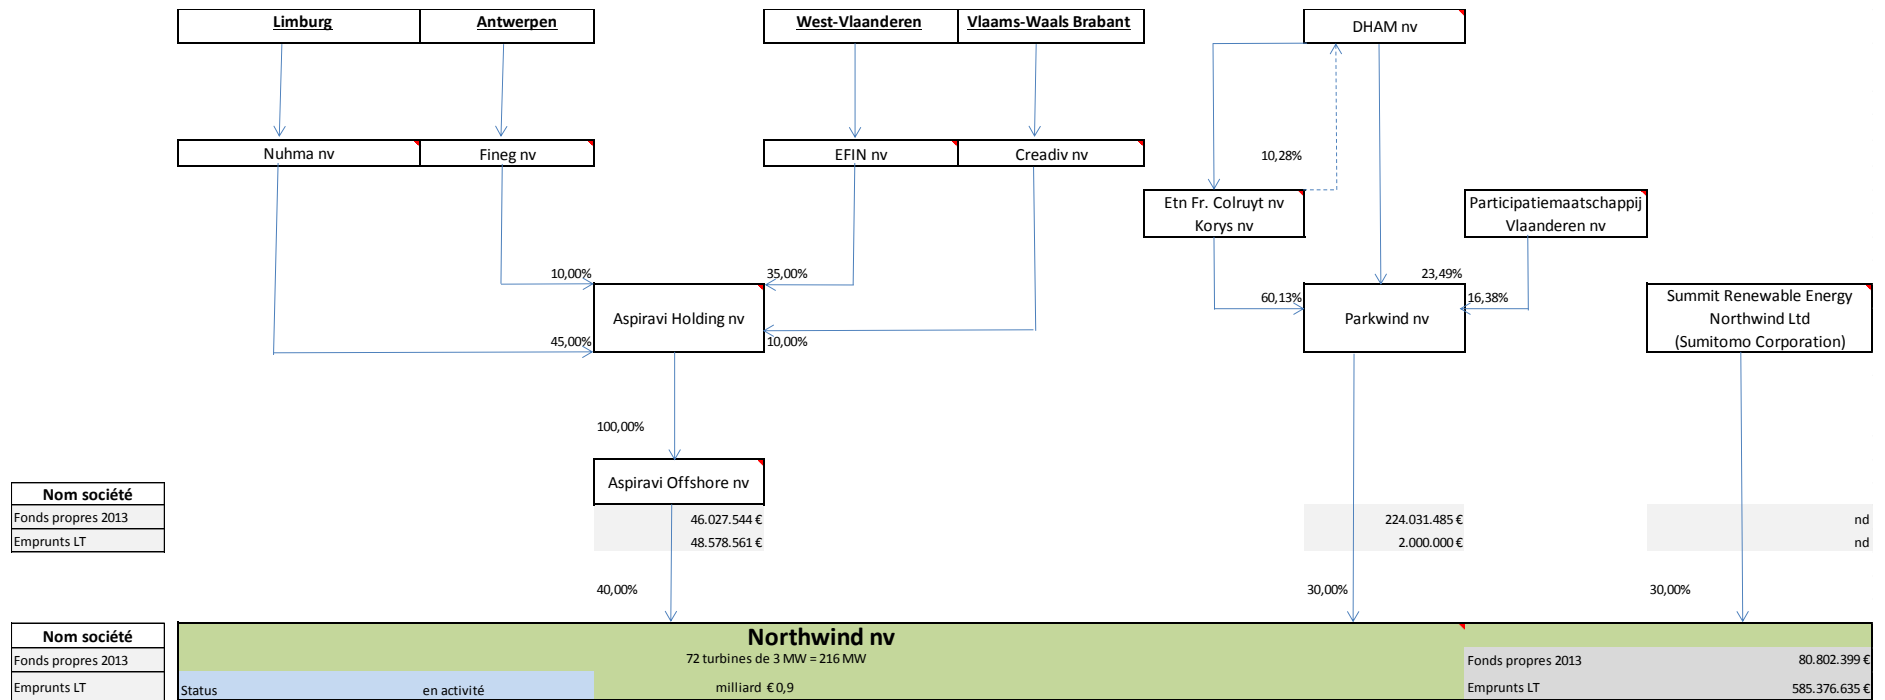 Limburg
Antwerpen
West-Vlaanderen
Vlaams-Waals Brabant
DHAM nv
Nuhma nv
Fineg nv
EFIN nv
Creadiv nv
10,28%
Etn Fr. Colruyt nv
Korys nv
Participatiemaatschappij
Vlaanderen nv
10,00%
35,00%
23,49%
60,13%
16,38%
Aspiravi Holding nv
Parkwind nv
Summit Renewable Energy
Northwind Ltd
(Sumitomo Corporation)
45,00%
10,00%
100,00%
Aspiravi Offshore nv
Nom société
Fonds propres 2013
46.027.544 €
224.031.485 €
nd
Emprunts LT
48.578.561 €
2.000.000 €
nd
40,00%
30,00%
30,00%
Nom société
Northwind nv
Fonds propres 2013
72 turbines de 3 MW = 216 MW
Fonds propres 2013
80.802.399 €
Emprunts LT
Status
en activité
milliard € 0,9
Emprunts LT
585.376.635 €